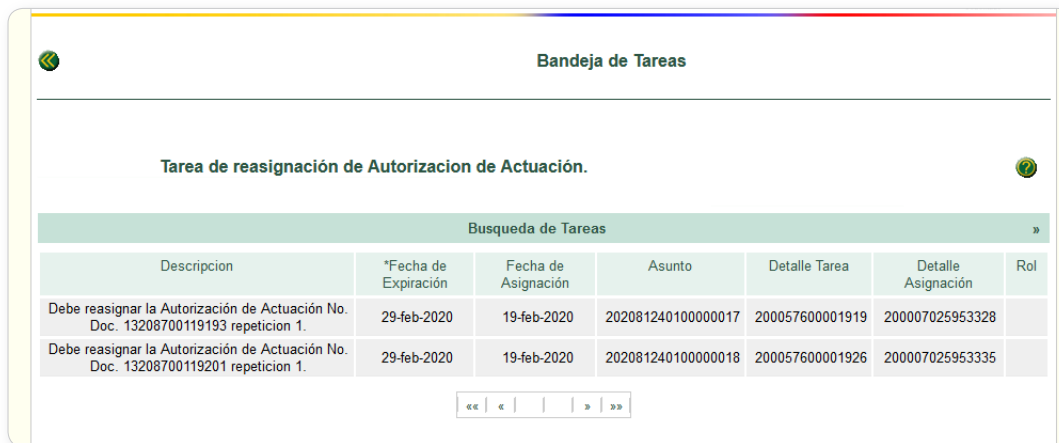 Bandeja de Tareas
Tarea de reasignación de Autorizacion de Actuación.
Busqueda de Tareas »
Descripcion *Fecha de Expiración Fecha de Asignación Asunto Detalle Tarea Detalle Asignación Rol
Debe reasignar la Autorización de Actuación No. Doc. 13208700119193 repeticion 1. 29-feb-2020 19-feb-2020 202081240100000017 200057600001919 200007025953328
Debe reasignar la Autorización de Actuación No. Doc. 13208700119201 repeticion 1. 29-feb-2020 19-feb-2020 202081240100000018 200057600001926 200007025953335
«« « » »»